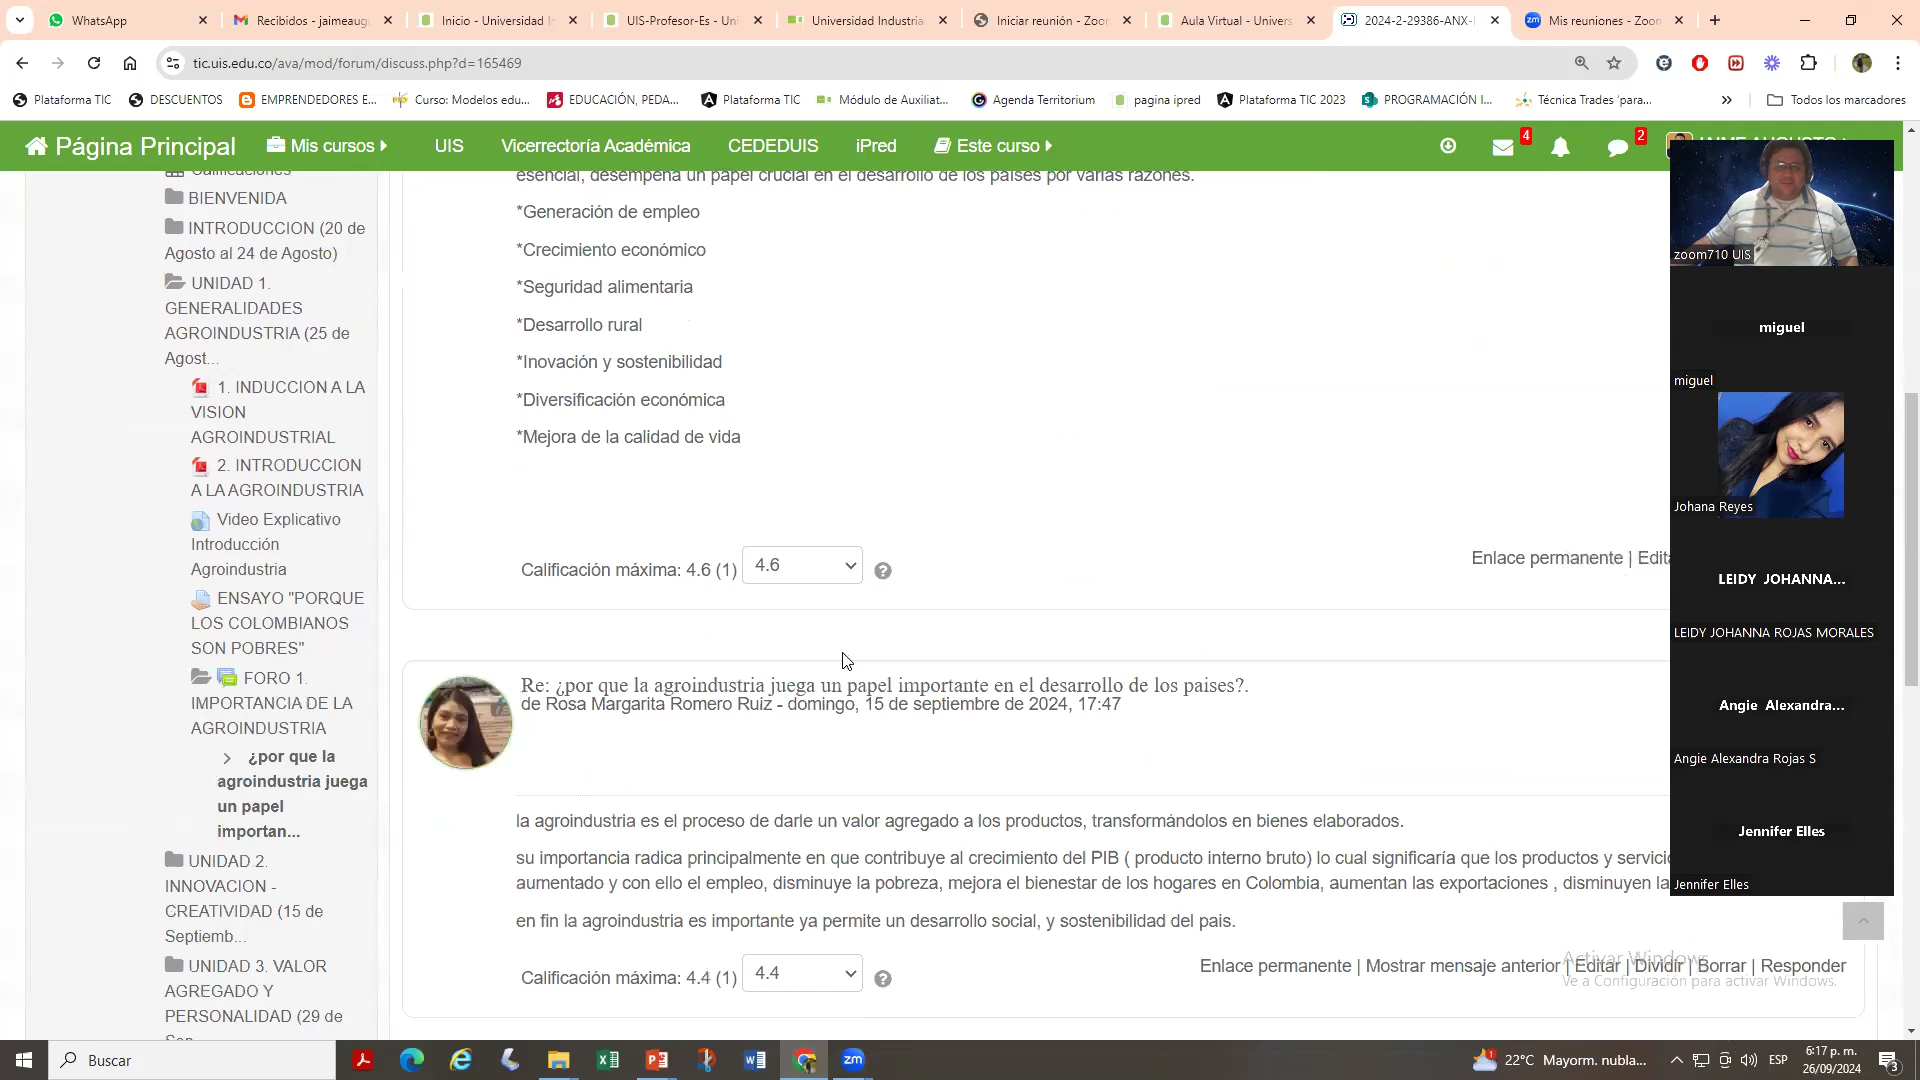 WhatsApp
Recibidos - jaimeaug
Inicio - Universidad In
UIS-Profesor-Es - Uni
Universidad Industria
Iniciar reunión - Zoom
Aula Virtual - Univers
2024-2-29386-ANX-
Mis reuniones - Zoom
tic.uis.edu.co/ava/mod/forum/discuss.php?d=165469
Plataforma TIC
DESCUENTOS
EMPRENDEDORES E...
Curso: Modelos edu...
EDUCACIÓN, PEDA...
Plataforma TIC
Módulo de Auxiliat...
Agenda Territorium
pagina ipred
Plataforma TIC 2023
PROGRAMACIÓN I...
Técnica Trades 'para...
Todos los marcadores
Página Principal
Mis cursos
UIS
Vicerrectoría Académica
CEDEDUIS
iPred
Este curso
4
2
JAIME AUGUSTO
Calificaciones
BIENVENIDA
INTRODUCCION (20 de
Agosto al 24 de Agosto)
UNIDAD 1.
GENERALIDADES
AGROINDUSTRIA (25 de
Agost...
1. INDUCCION A LA
VISION
AGROINDUSTRIAL
2. INTRODUCCION
A LA AGROINDUSTRIA
Video Explicativo
Introducción
Agroindustria
ENSAYO "PORQUE
LOS COLOMBIANOS
SON POBRES"
FORO 1.
IMPORTANCIA DE LA
AGROINDUSTRIA
¿por que la
agroindustria juega
un papel
importan...
UNIDAD 2.
INNOVACION -
CREATIVIDAD (15 de
Septiemb...
UNIDAD 3. VALOR
AGREGADO Y
PERSONALIDAD (29 de
esencial, desempeña un papel crucial en el desarrollo de los países por varias razones.
*Generación de empleo
*Crecimiento económico
*Seguridad alimentaria
*Desarrollo rural
*Inovación y sostenibilidad
*Diversificación económica
*Mejora de la calidad de vida
Calificación máxima: 4.6 (1)
4.6
Enlace permanente | Edita
Re: ¿por que la agroindustria juega un papel importante en el desarrollo de los paises?.
de Rosa Margarita Romero Ruiz - domingo, 15 de septiembre de 2024, 17:47
la agroindustria es el proceso de darle un valor agregado a los productos, transformándolos en bienes elaborados.
su importancia radica principalmente en que contribuye al crecimiento del PIB ( producto interno bruto) lo cual significaría que los productos y servicio
aumentado y con ello el empleo, disminuye la pobreza, mejora el bienestar de los hogares en Colombia, aumentan las exportaciones , disminuyen la
en fin la agroindustria es importante ya permite un desarrollo social, y sostenibilidad del pais.
Calificación máxima: 4.4 (1)
4.4
Enlace permanente | Mostrar mensaje anterior | Editar | Dividir | Borrar | Responder
Activar Windows
Ve a Configuración para activar Windows.
zoom710 UIS
miguel
miguel
Johana Reyes
LEIDY JOHANNA...
LEIDY JOHANNA ROJAS MORALES
Angie Alexandra...
Angie Alexandra Rojas S
Jennifer Elles
Jennifer Elles
Buscar
22°C Mayorm. nubla...
ESP
6:17 p. m.
26/09/2024
3